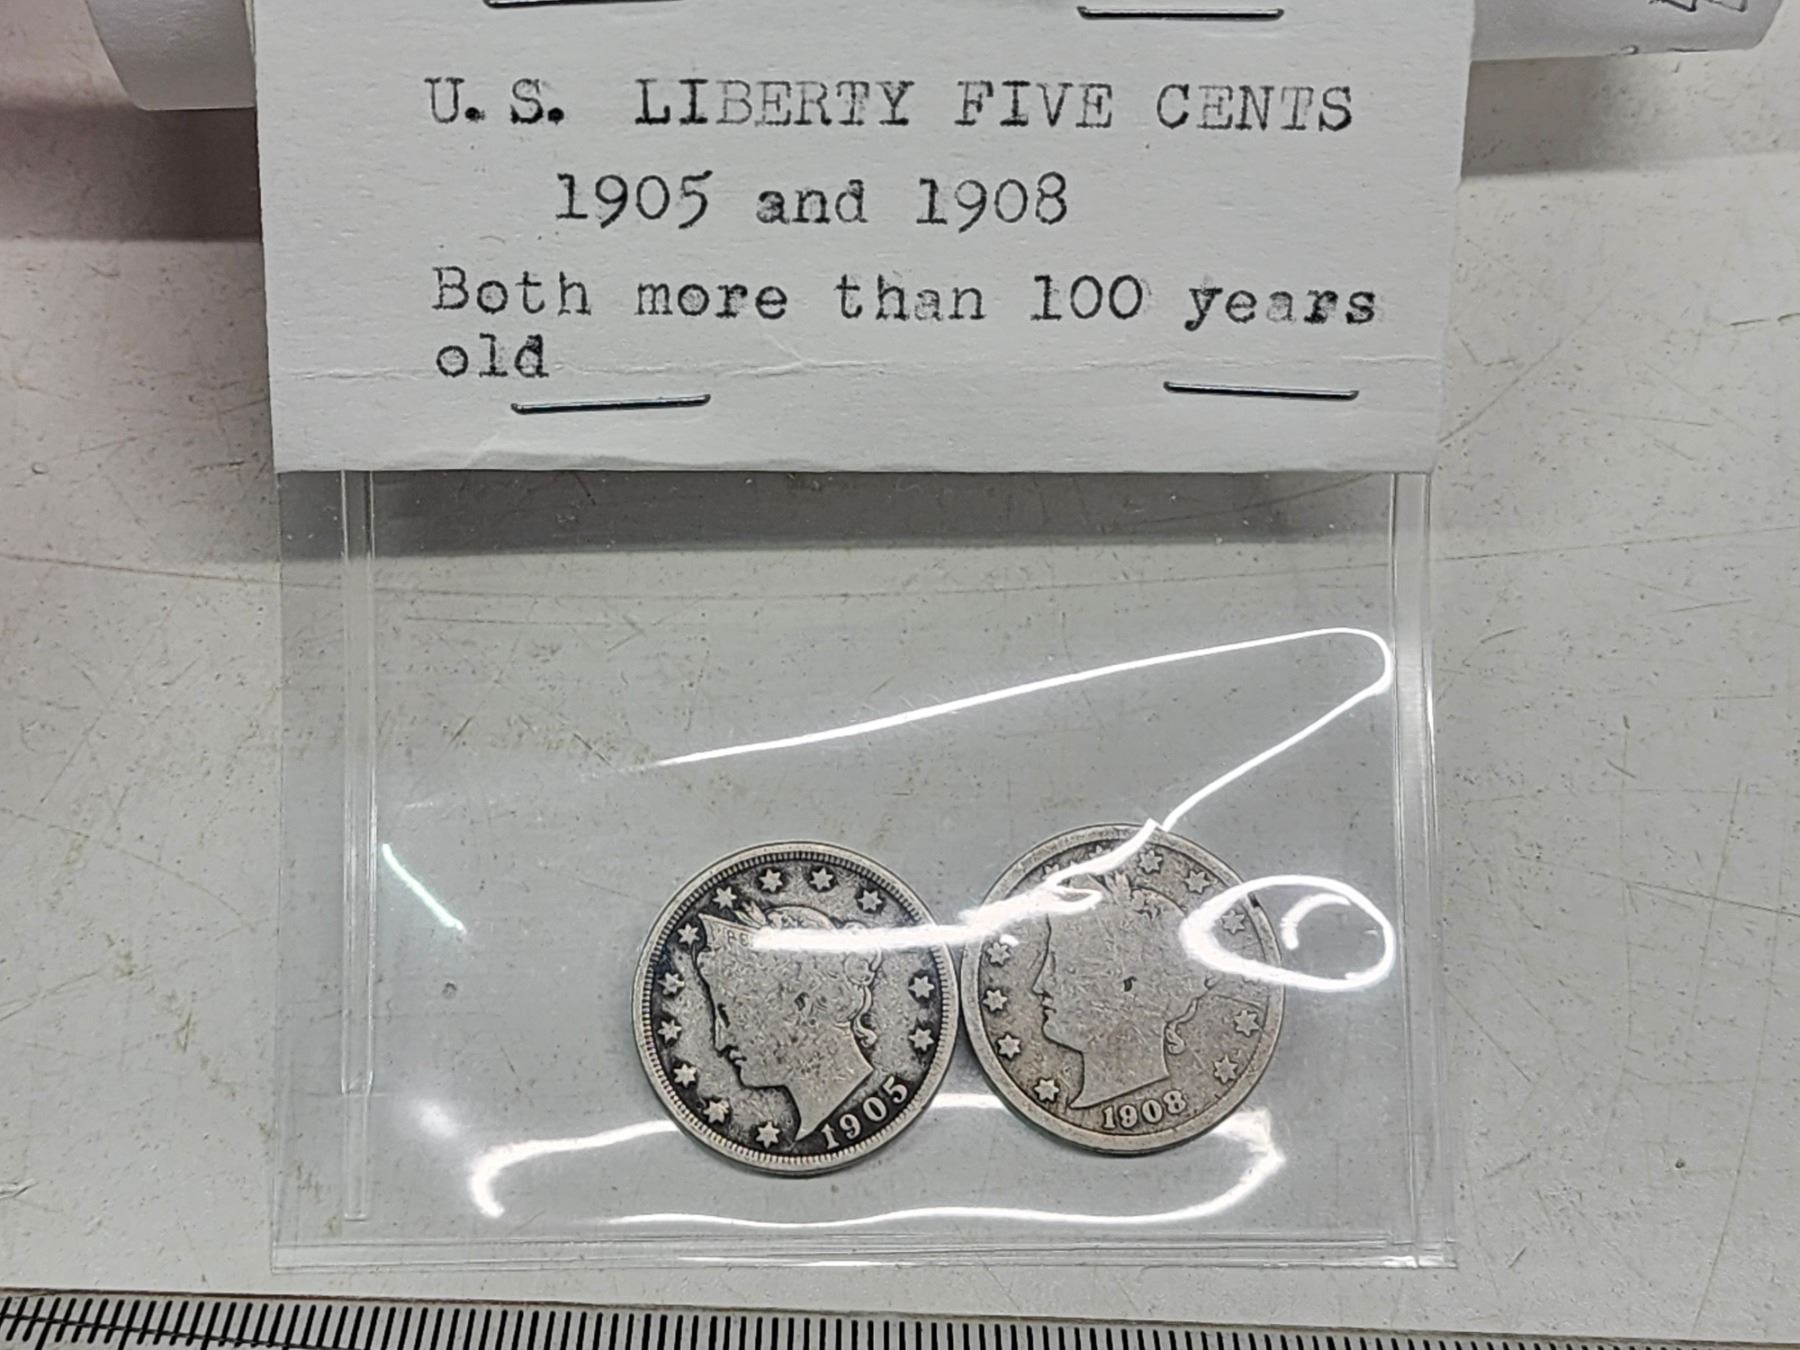 U.S. LIBERTY FIVE CENTS
1905 and 1908
Both more than 100 years
old
1905
1908